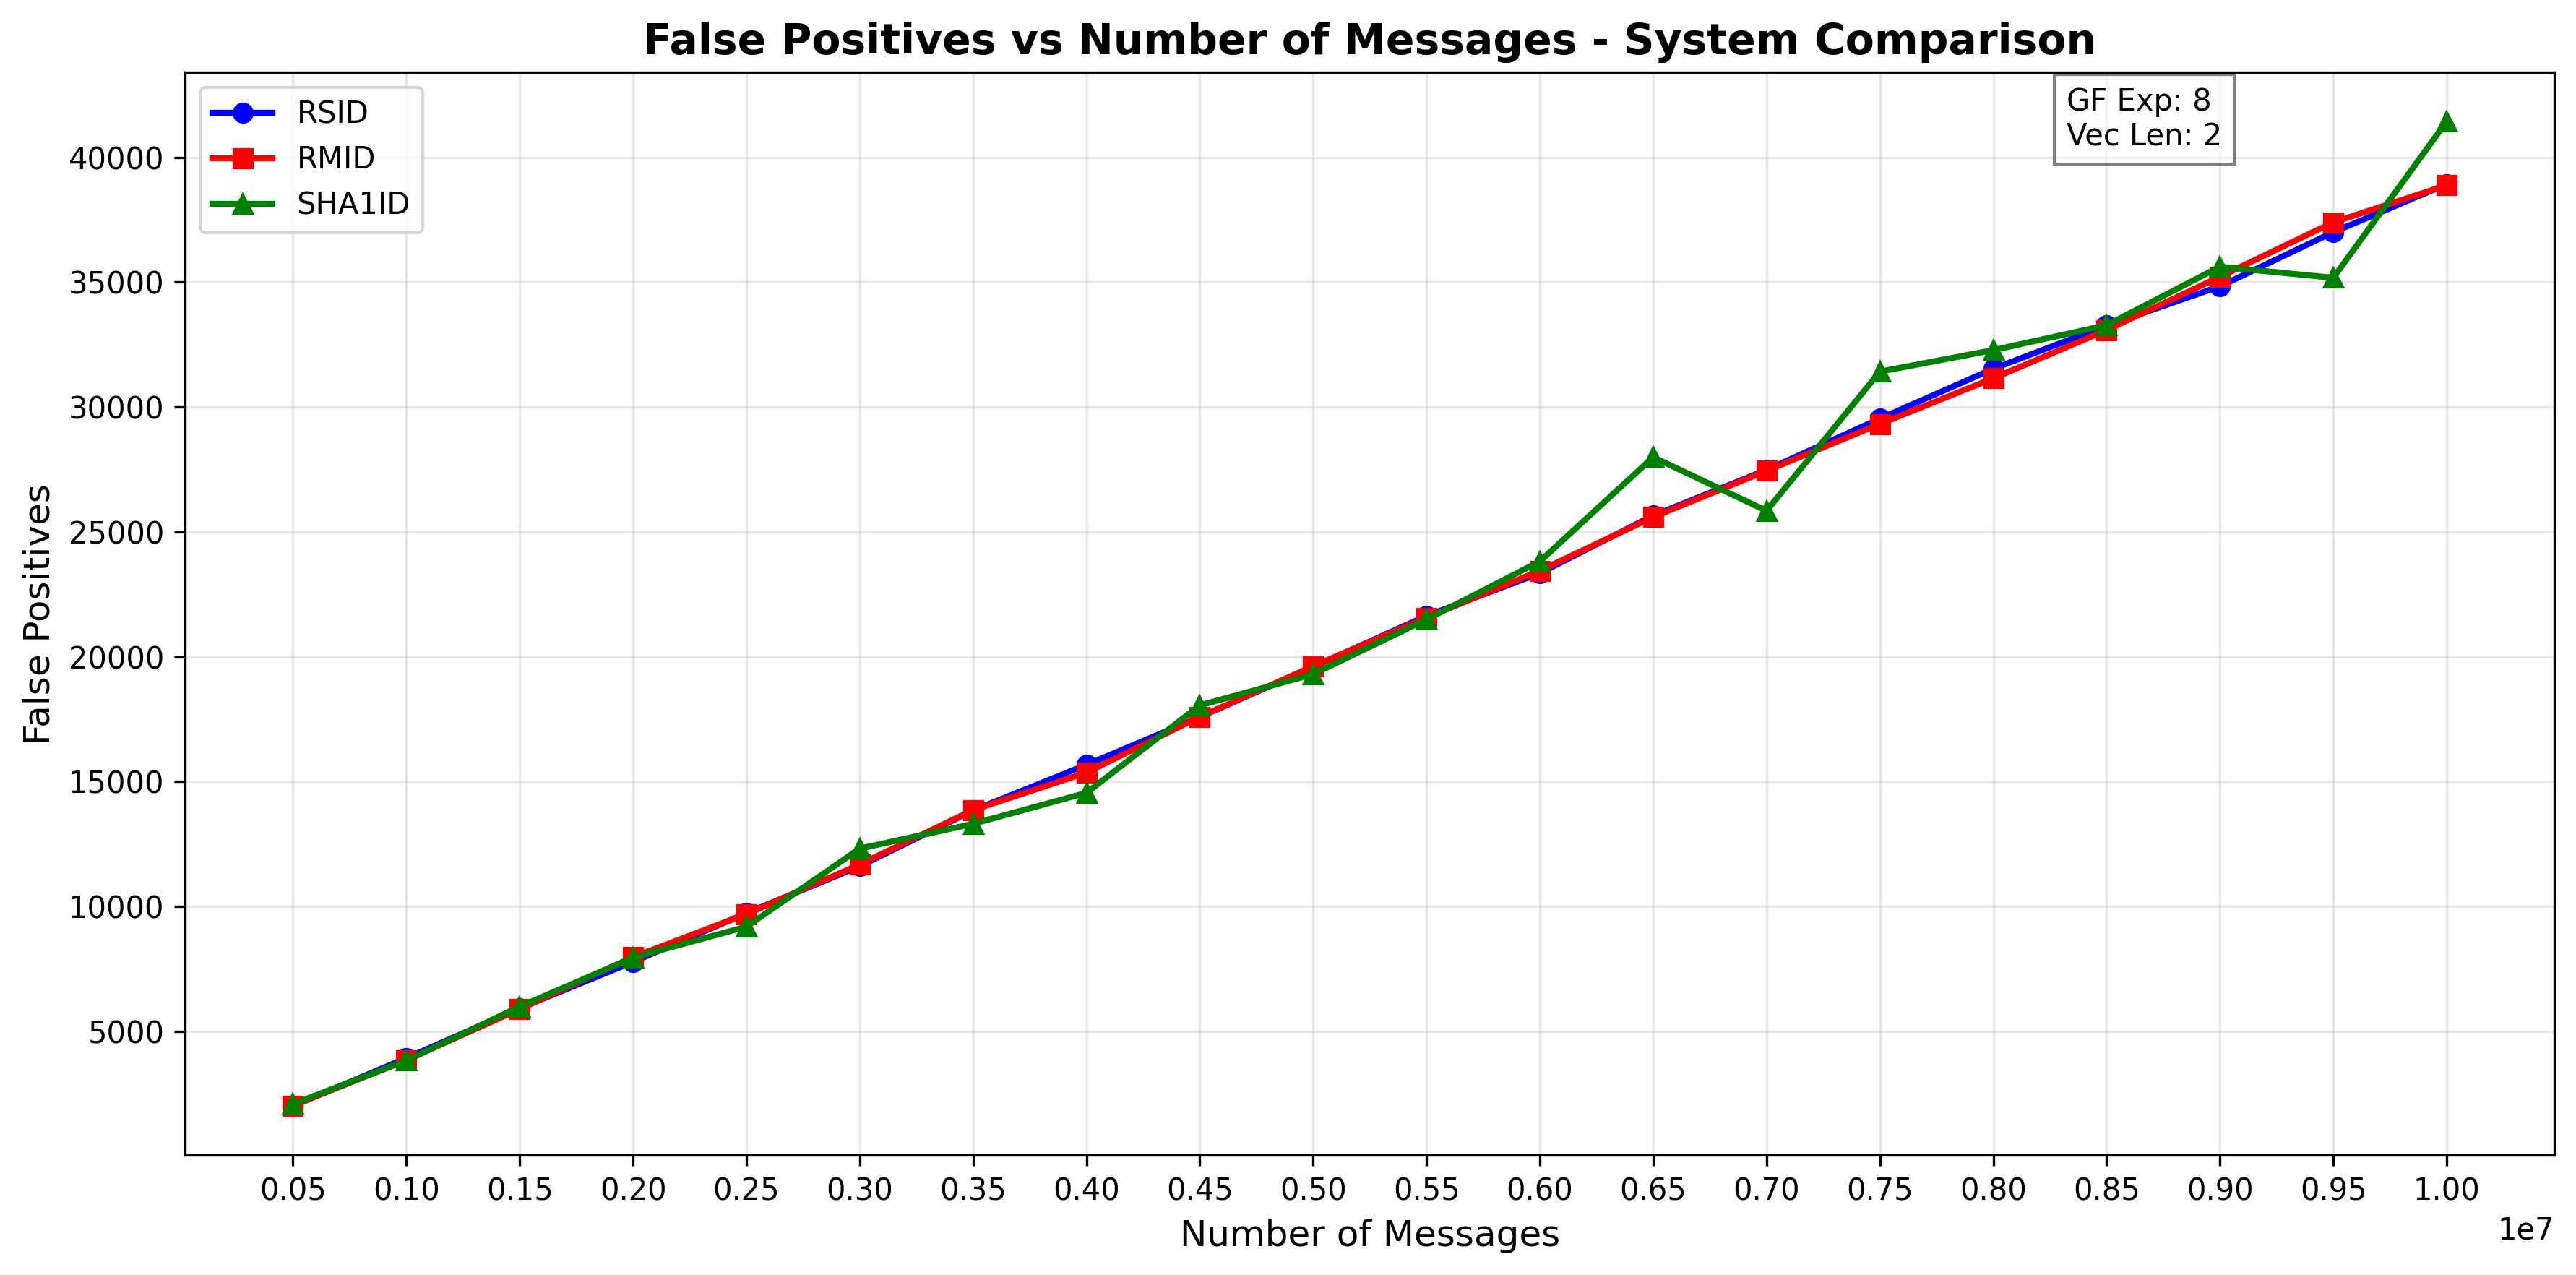 False Positives vs Number of Messages - System Comparison
RSID
RMID
SHA1ID
GF Exp: 8
Vec Len: 2
False Positives
40000
35000
30000
25000
20000
15000
10000
5000
0.05 0.10 0.15 0.20 0.25 0.30 0.35 0.40 0.45 0.50 0.55 0.60 0.65 0.70 0.75 0.80 0.85 0.90 0.95 1.00
1e7
Number of Messages